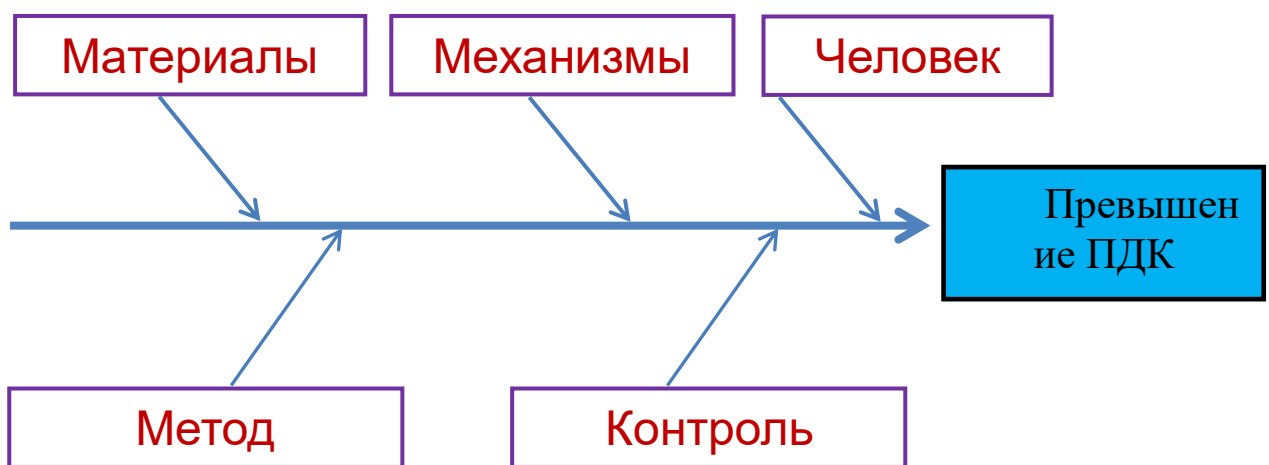 Материалы
Механизмы
Человек
Превышен
ие ПДК
Метод
Контроль